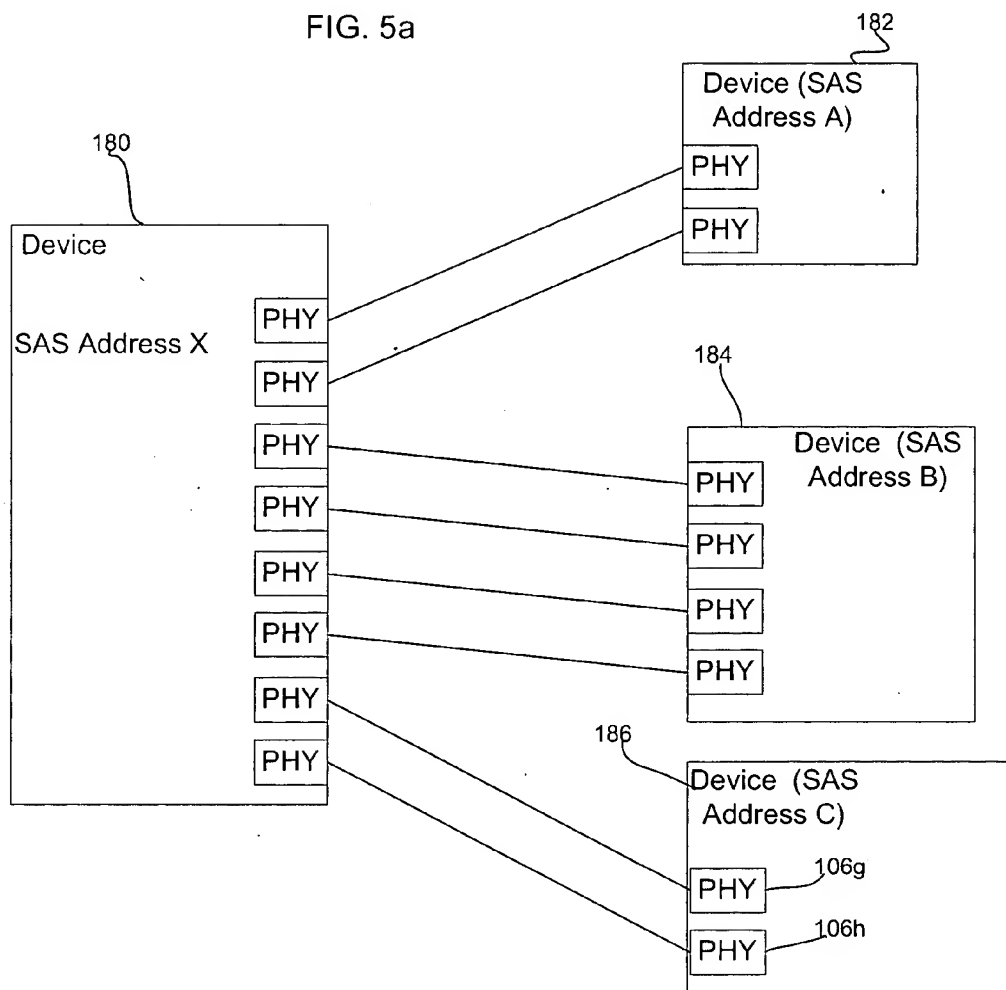 FIG. 5a
182
Device (SAS
Address A)
PHY
PHY
180
Device
SAS Address X
PHY
PHY
PHY
PHY
PHY
PHY
PHY
PHY
184
Device (SAS
Address B)
PHY
PHY
PHY
PHY
186
Device (SAS
Address C)
PHY
106g
PHY
106h